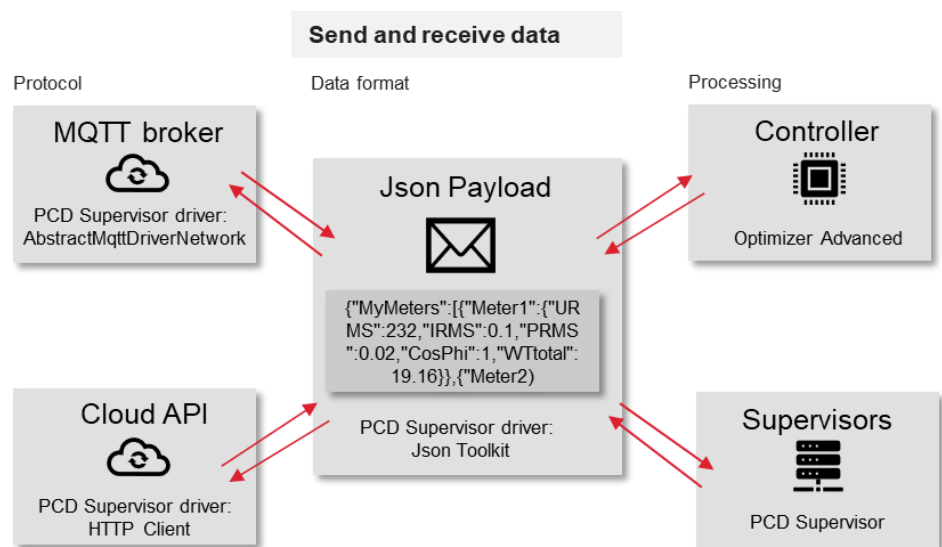 Send and receive data
Protocol
Data format
Processing
MQTT broker
PCD Supervisor driver:
AbstractMqttDriverNetwork
Json Payload
{"MyMeters":[{"Meter1":{"UR
MS":232,"IRMS":0.1,"PRMS
":0.02,"CosPhi":1,"WTtotal":
19.16}},{"Meter2)
PCD Supervisor driver:
Json Toolkit
Controller
Optimizer Advanced
Cloud API
PCD Supervisor driver:
HTTP Client
Supervisors
PCD Supervisor